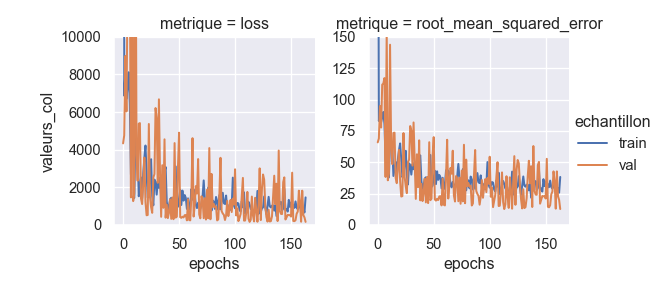 metrique = loss
metrique = root_mean_squared_error
valeurs_col
10000
8000
6000
4000
2000
0
0
50
100
150
epochs
150
125
100
75
50
25
0
0
50
100
150
epochs
echantillon
train
val